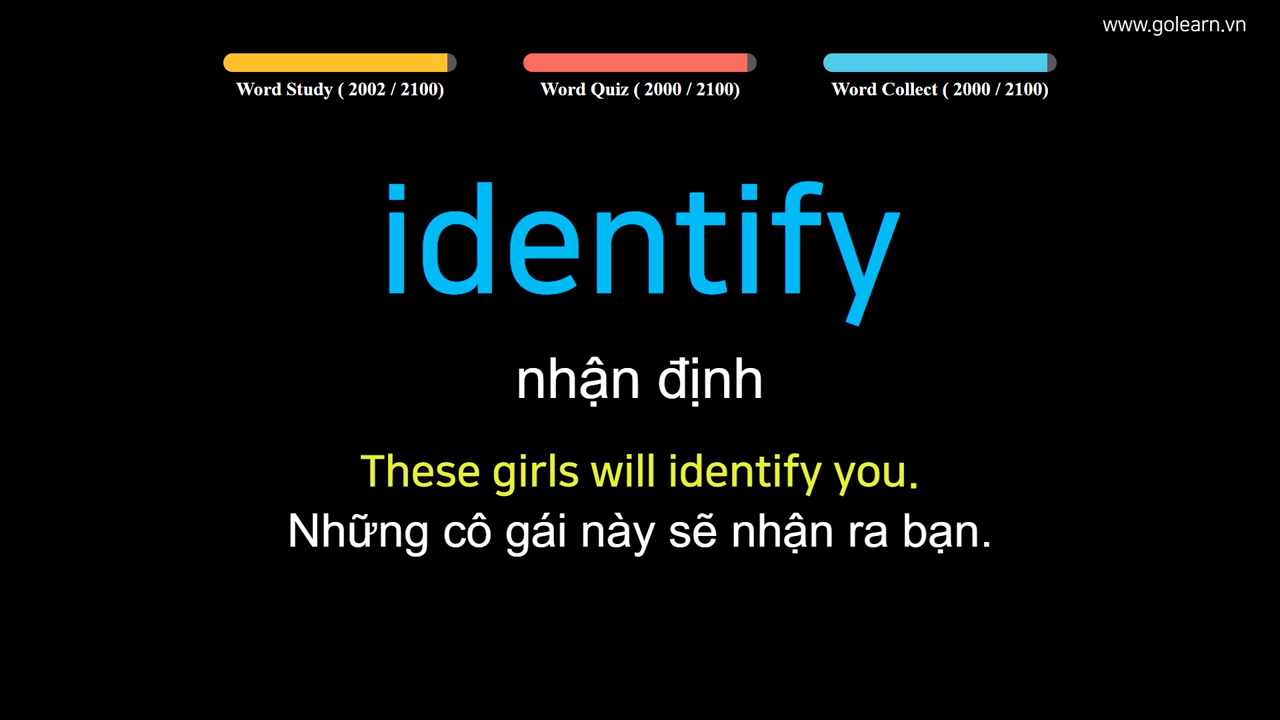 www.golearn.vn
Word Study ( 2002 / 2100)
Word Quiz ( 2000 / 2100)
Word Collect ( 2000 / 2100)
identify
nhận định
These girls will identify you.
Những cô gái này sẽ nhận ra bạn.